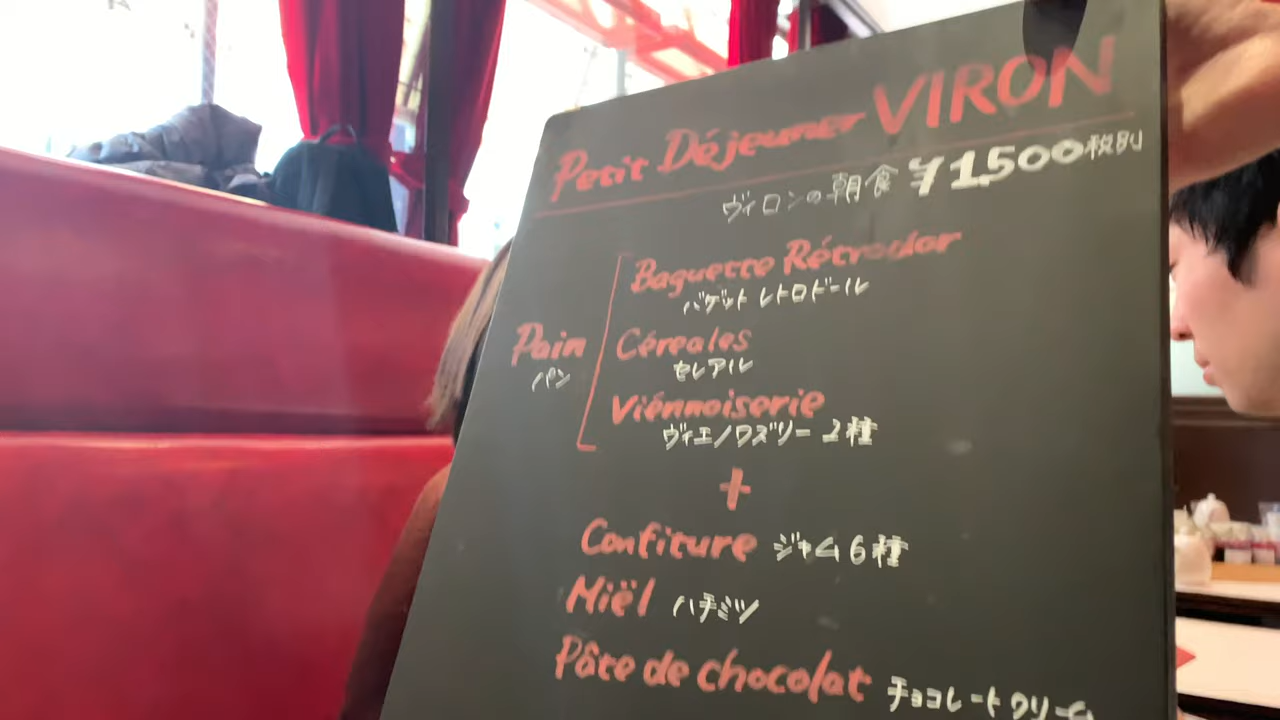 Petit Déjeuner VIRON
ヴィロンの朝食 ¥1,500税別
Baguette Rétrodor
バゲット レトロドール
Pain
パン
Céreales
セレアル
Viénnoiserie
ヴィエノワズリー 2種
+
Confiture ジャム6種
Miël ハチミツ
Pâte de chocolat チョコレートクリーム